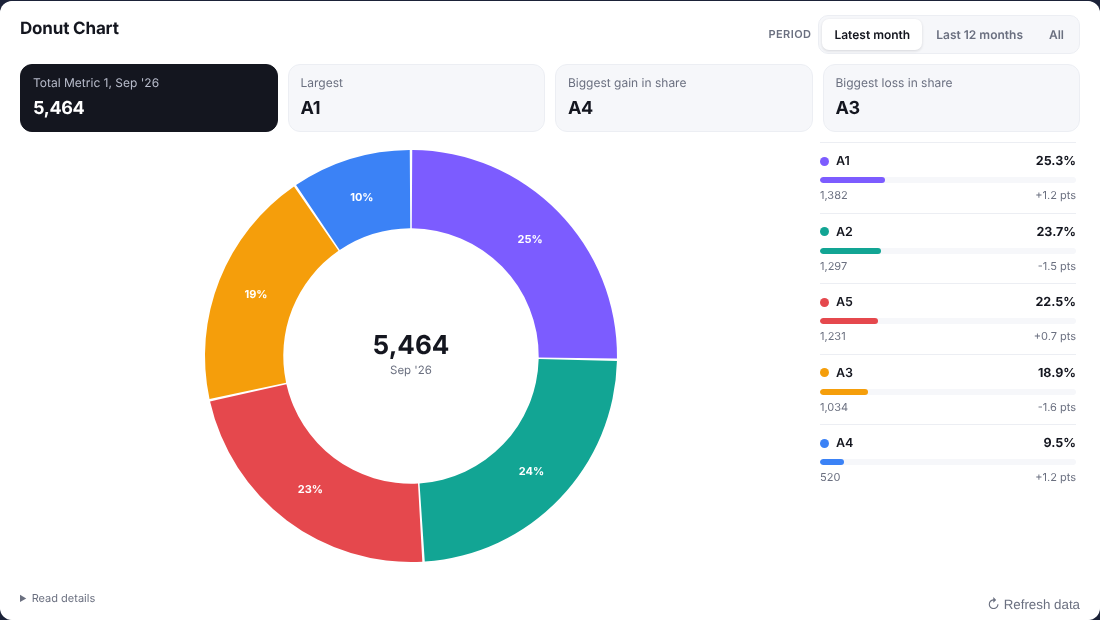 Donut Chart
PERIOD
Latest month
Last 12 months
All
Total Metric 1, Sep '26
5,464
Largest
A1
Biggest gain in share
A4
Biggest loss in share
A3
10%
25%
19%
23%
24%
5,464
Sep '26
A1 25.3%
1,382 +1.2 pts
A2 23.7%
1,297 -1.5 pts
A5 22.5%
1,231 +0.7 pts
A3 18.9%
1,034 -1.6 pts
A4 9.5%
520 +1.2 pts
Read details
Refresh data